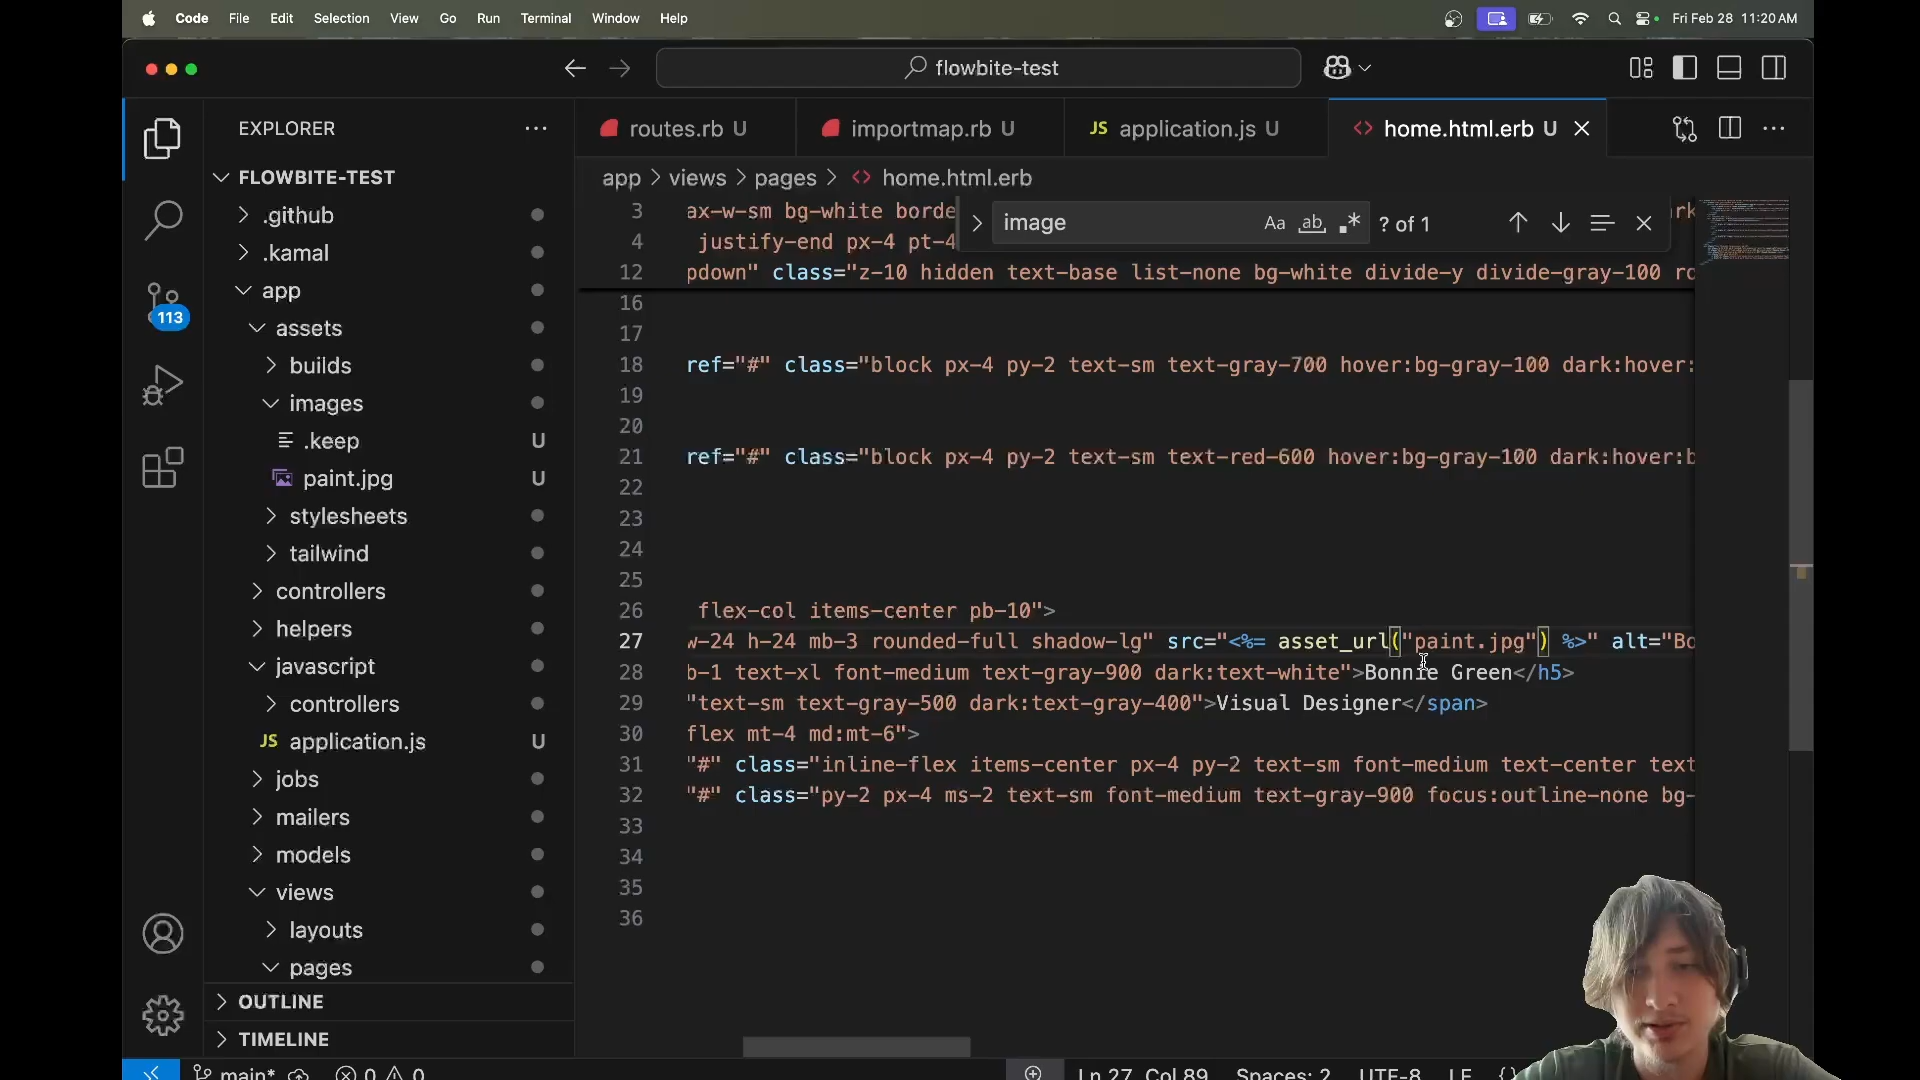 Code File Edit Selection View Go Run Terminal Window Help Fri Feb 28 11:20 AM
flowbite-test
EXPLORER
routes.rb U
importmap.rb U
JS application.js U
<> home.html.erb U
FLOWBITE-TEST
.github
.kamal
app
assets
builds
images
.keep U
paint.jpg U
stylesheets
tailwind
controllers
helpers
javascript
controllers
JS application.js U
jobs
mailers
models
views
layouts
pages
OUTLINE
TIMELINE
113
app > views > pages > <> home.html.erb
image Aa ab .* ? of 1
3 ax-w-sm bg-white borde
4 justify-end px-4 pt-4
12 pdown" class="z-10 hidden text-base list-none bg-white divide-y divide-gray-100 ro
16
17
18 ref="#" class="block px-4 py-2 text-sm text-gray-700 hover:bg-gray-100 dark:hover:
19
20
21 ref="#" class="block px-4 py-2 text-sm text-red-600 hover:bg-gray-100 dark:hover:b
22
23
24
25
26 flex-col items-center pb-10">
27 w-24 h-24 mb-3 rounded-full shadow-lg" src="<%= asset_url("paint.jpg") %>" alt="Bo
28 b-1 text-xl font-medium text-gray-900 dark:text-white">Bonnie Green</h5>
29 "text-sm text-gray-500 dark:text-gray-400">Visual Designer</span>
30 flex mt-4 md:mt-6">
31 "#" class="inline-flex items-center px-4 py-2 text-sm font-medium text-center text
32 "#" class="py-2 px-4 ms-2 text-sm font-medium text-gray-900 focus:outline-none bg-
33
34
35
36
main* 0 0 Ln 27, Col 89 Spaces: 2 UTF-8 LF {}